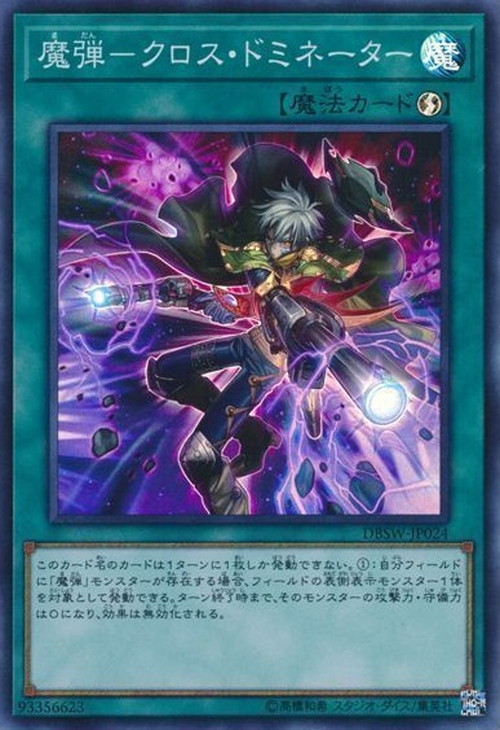 魔弾－クロス・ドミネーター
魔
【魔法カード】
DBSW-JP024
このカード名のカードは1ターンに1枚しか発動できない。①：自分フィールド
に「魔弾」モンスターが存在する場合、フィールドの表側表示モンスター1体
を対象として発動できる。ターン終了時まで、そのモンスターの攻撃力・守備力
は0になり、効果は無効化される。
93356623
©高橋和希 スタジオ・ダイス/集英社